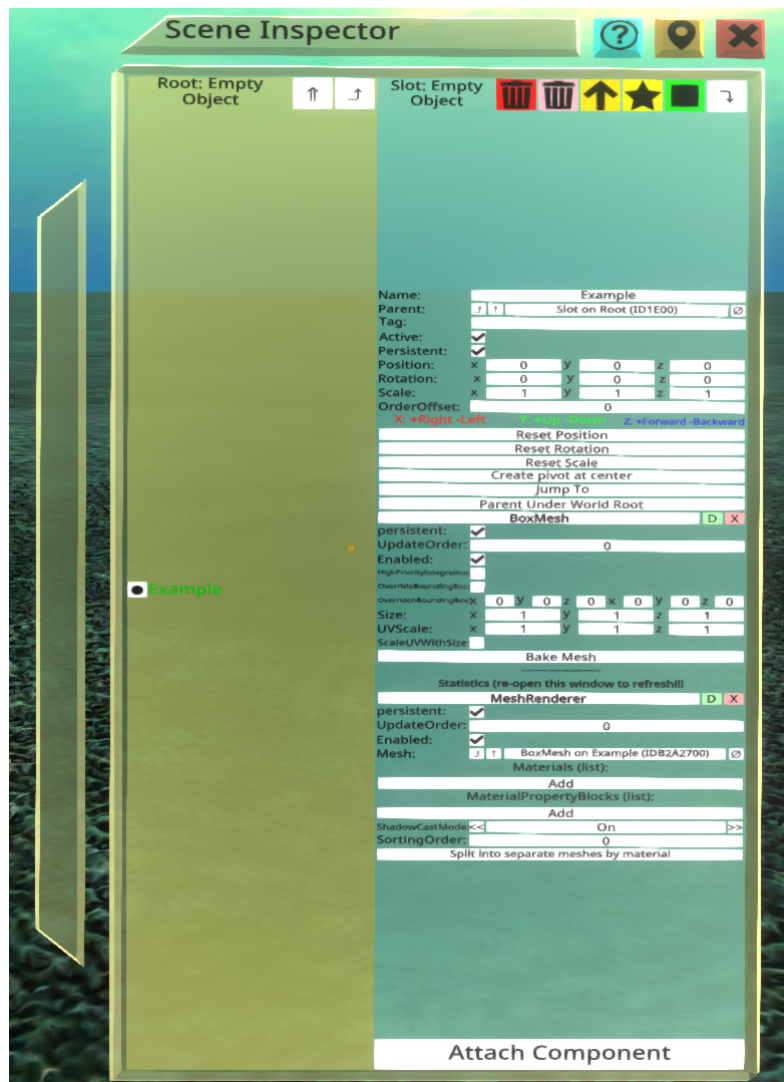 Scene Inspector
Root: Empty Object
Slot: Empty Object
Name: Example
Parent: Slot on Root (ID1E00)
Tag:
Active:
Persistent:
Position: x 0 y 0 z 0
Rotation: x 0 y 0 z 0
Scale: x 1 y 1 z 1
OrderOffset: 0
X: +Right -Left Y: +Up -Down Z: +Forward -Backward
Reset Position
Reset Rotation
Reset Scale
Create pivot at center
Jump To
Parent Under World Root
BoxMesh D X
persistent:
UpdateOrder: 0
Enabled:
HighPriorityIntegration
OverrideBoundingBox
Example
OverridenBoundingBox x 0 y 0 z 0 x 0 y 0 z 0
Size: x 1 y 1 z 1
UVScale: x 1 y 1 z 1
ScaleUVWithSize:
Bake Mesh
Statistics (re-open this window to refresh!!)
MeshRenderer D X
persistent:
UpdateOrder: 0
Enabled:
Mesh: BoxMesh on Example (IDB2A2700)
Materials (list):
Add
MaterialPropertyBlocks (list):
Add
ShadowCastMode: << On >>
SortingOrder: 0
Split into separate meshes by material
Attach Component